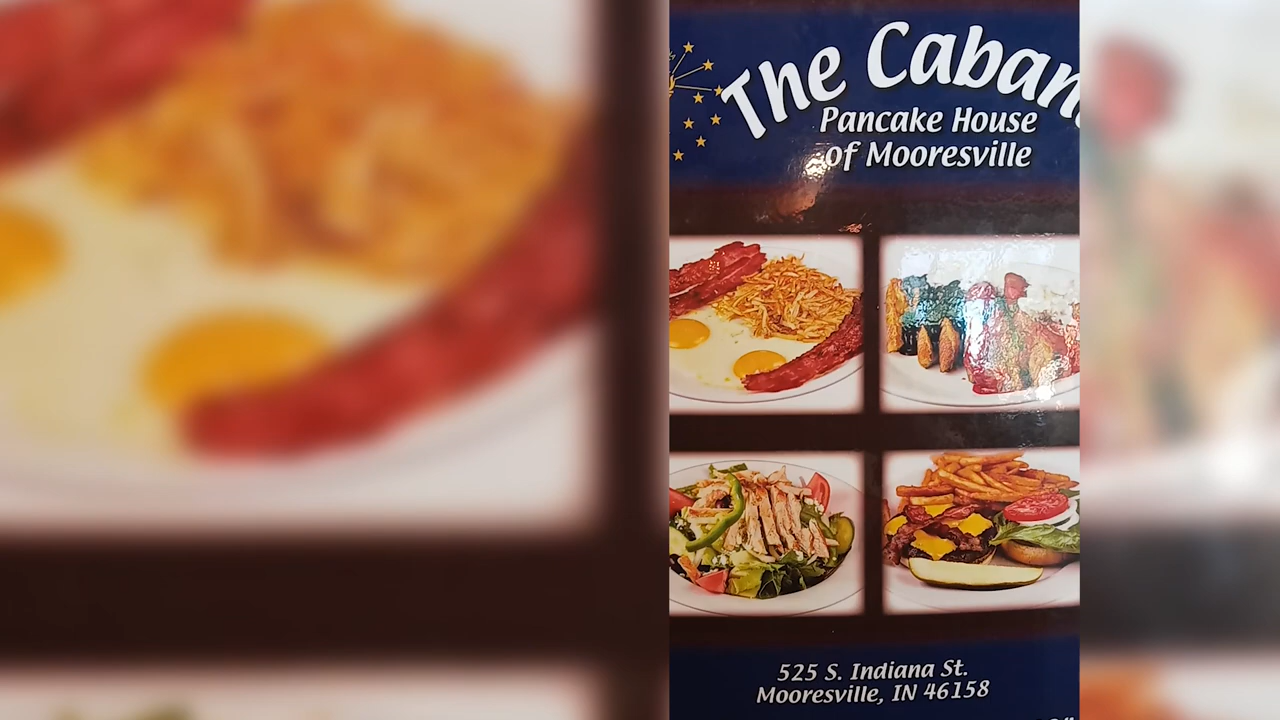 The Caban
Pancake House
of Mooresville
525 S. Indiana St.
Mooresville, IN 46158